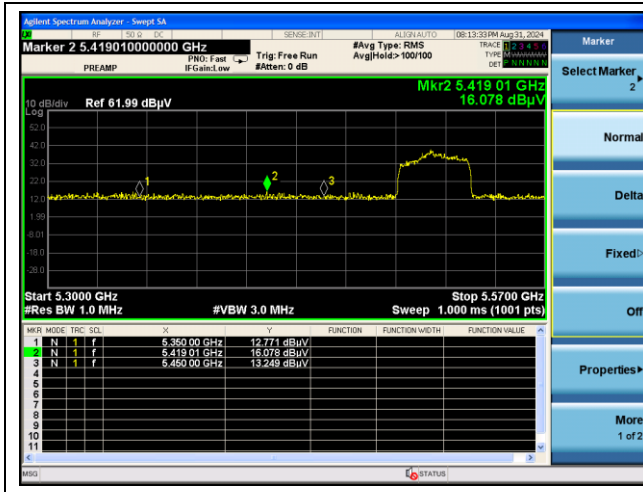 Agilent Spectrum Analyzer - Swept SA
RF 50 Ω DC SENSE:INT ALIGN AUTO 08:13:33 PM Aug 31, 2024
Marker 2 5.419010000000 GHz
PREAMP
PNO: Fast
IFGain:Low
Trig: Free Run
#Atten: 0 dB
#Avg Type: RMS
Avg|Hold:>100/100
TRACE 1 2 3 4 5 6
TYPE
DET P N N N N N
Mkr2 5.419 01 GHz
16.078 dBµV
10 dB/div Ref 61.99 dBµV
Log
52.0
42.0
32.0
22.0
12.0
1.99
-8.01
-18.0
-28.0
1
2
3
Start 5.3000 GHz Stop 5.5700 GHz
#Res BW 1.0 MHz #VBW 3.0 MHz Sweep 1.000 ms (1001 pts)
MKR MODE TRC SCL X Y FUNCTION FUNCTION WIDTH FUNCTION VALUE
1 N 1 f 5.350 00 GHz 12.771 dBµV
2 N 1 f 5.419 01 GHz 16.078 dBµV
3 N 1 f 5.450 00 GHz 13.249 dBµV
4
5
6
7
8
9
10
11
MSG STATUS
Marker
Select Marker
2
Normal
Delta
Fixed
Off
Properties
More
1 of 2